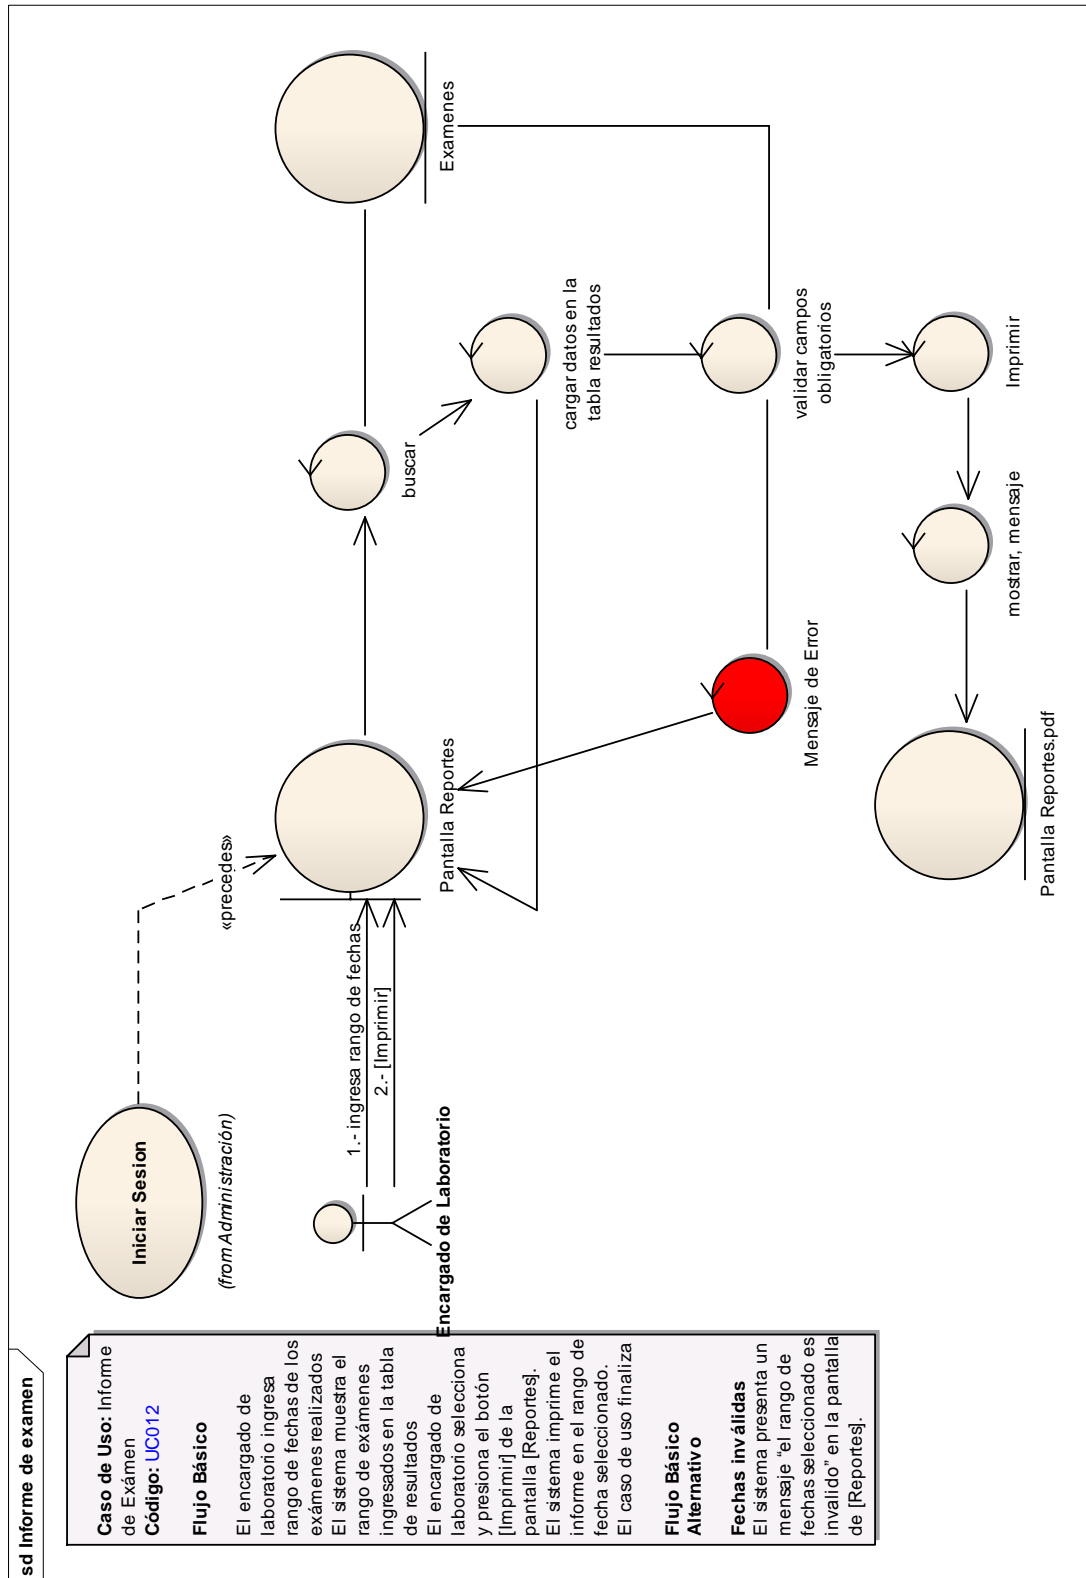 sd Informe de examen
Caso de Uso: Informe
de Exámen
Código: UC012
Flujo Básico
El encargado de
laboratorio ingresa
rango de fechas de los
exámenes realizados
El sistema muestra el
rango de exámenes
ingresados en la tabla
de resultados
El encargado de
laboratorio selecciona
y presiona el botón
[Imprimir] de la
pantalla [Reportes].
El sistema imprime el
informe en el rango de
fecha seleccionado.
El caso de uso finaliza
Flujo Básico
Alternativo
Fechas inválidas
El sistema presenta un
mensaje "el rango de
fechas seleccionado es
invalido" en la pantalla
de [Reportes].
Iniciar Sesion
(from Administración)
«precedes»
Encargado de Laboratorio
1.- ingresa rango de fechas
2.- [Imprimir]
Pantalla Reportes
buscar
Examenes
cargar datos en la
tabla resultados
validar campos
obligatorios
Mensaje de Error
Imprimir
mostrar, mensaje
Pantalla Reportes.pdf